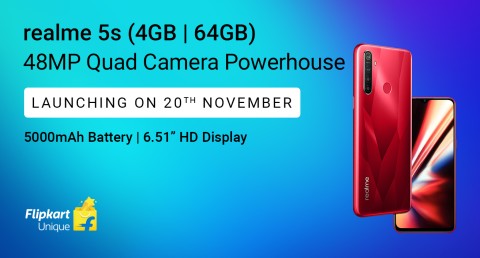 realme 5s (4GB | 64GB)
48MP Quad Camera Powerhouse
LAUNCHING ON 20TH NOVEMBER
5000mAh Battery | 6.51” HD Display
Flipkart
Unique
realme